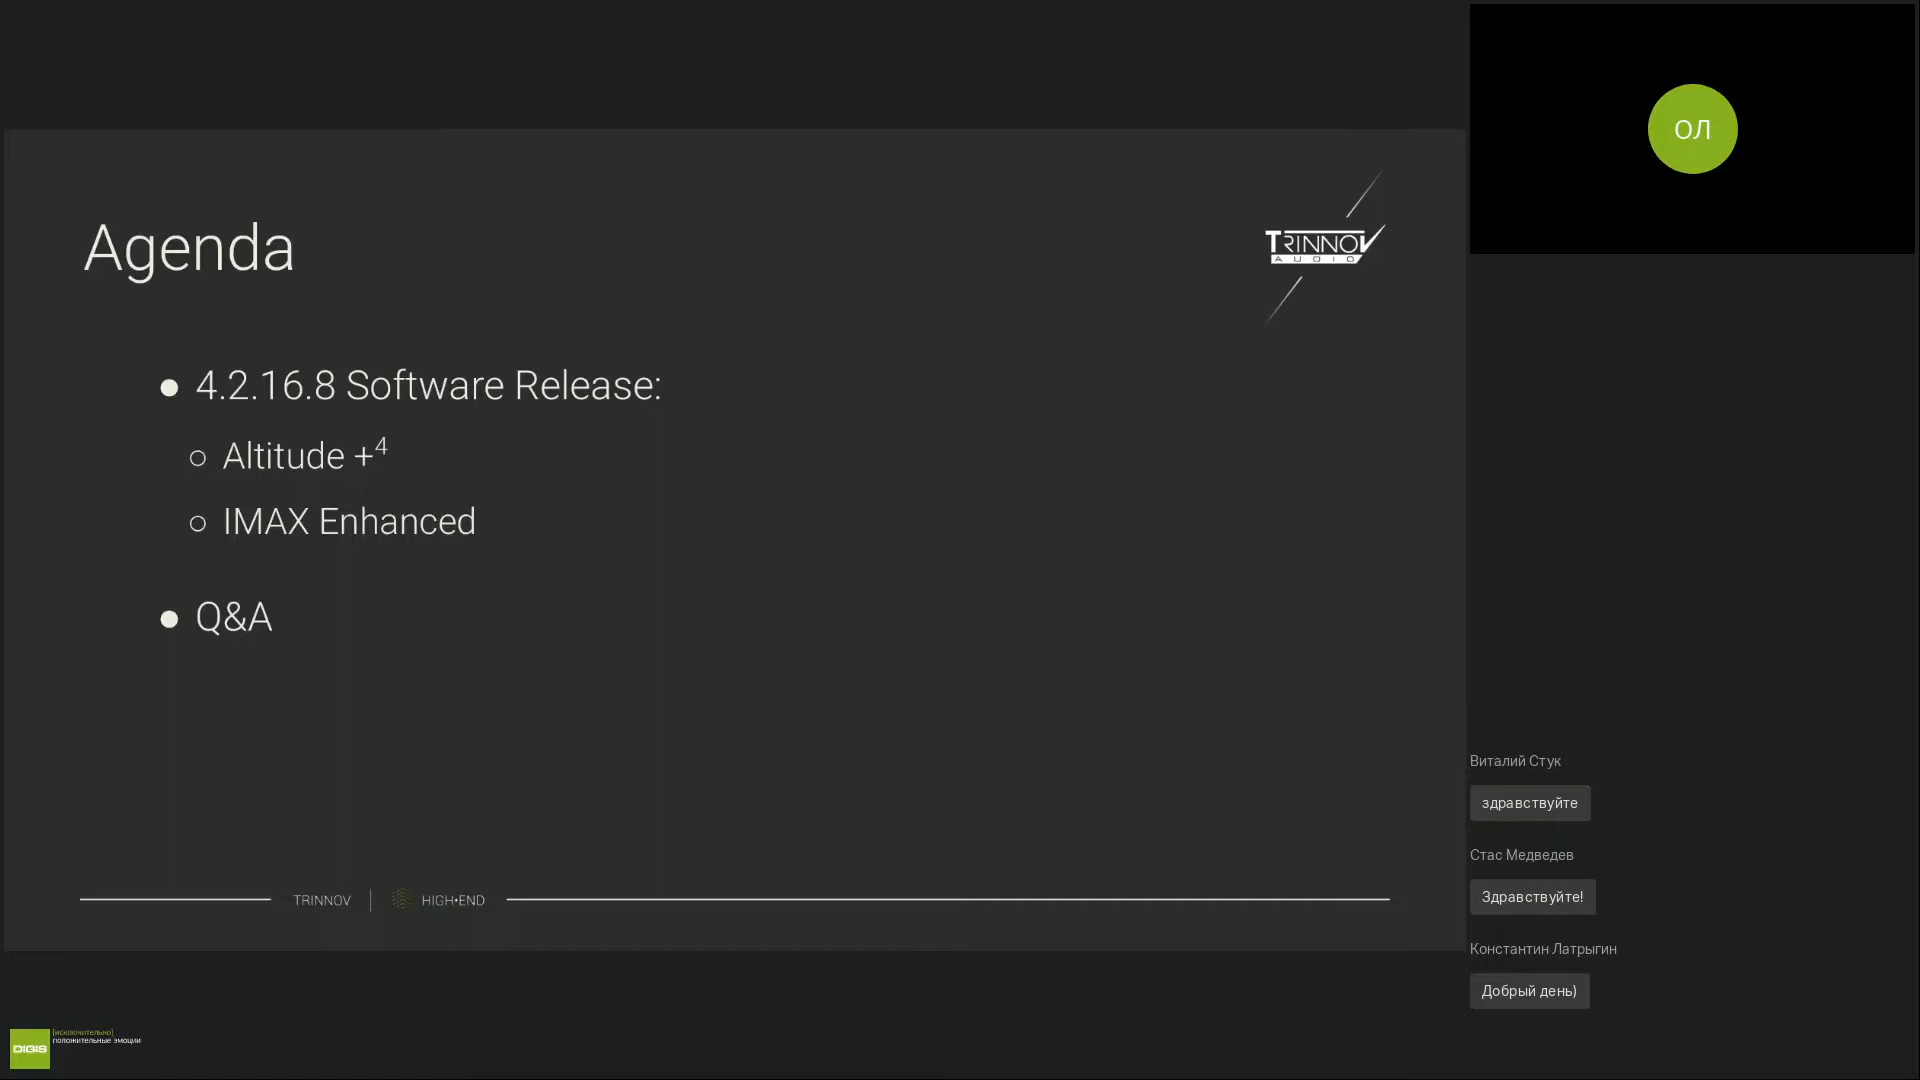 Agenda
TRINNOV
AUDIO
● 4.2.16.8 Software Release:
○ Altitude +⁴
○ IMAX Enhanced
● Q&A
TRINNOV | HIGH•END
ОЛ
Виталий Стук
здравствуйте
Стас Медведев
Здравствуйте!
Константин Латрыгин
Добрый день)
DIGIS
[исключительно]
положительные эмоции